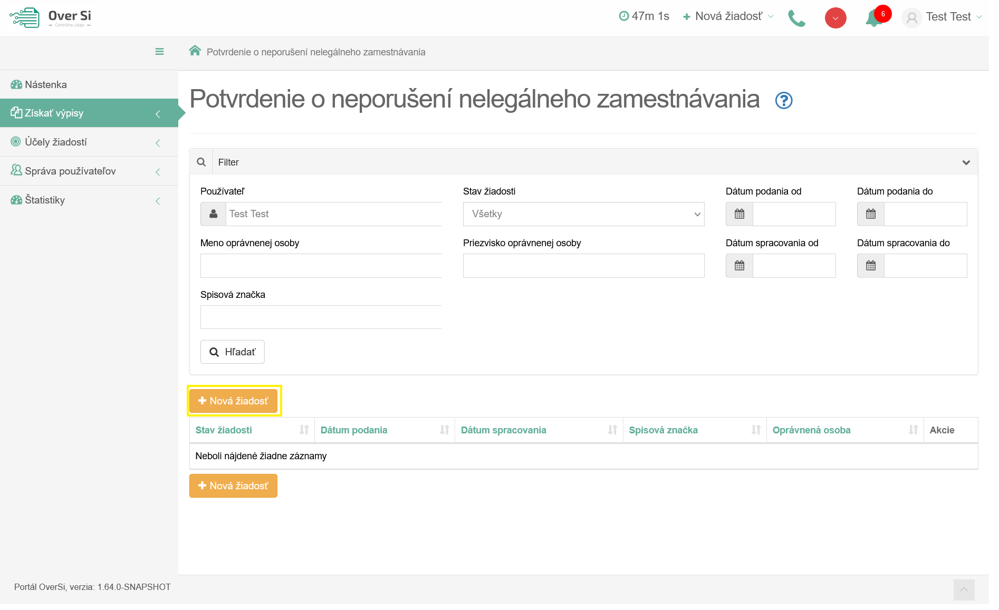 Over Si
Centrálne údaje
47m 1s
Nová žiadosť
6
Test Test
Potvrdenie o neporušení nelegálneho zamestnávania
Nástenka
Získať výpisy
Účely žiadostí
Správa používateľov
Štatistiky
Potvrdenie o neporušení nelegálneho zamestnávania
Filter
Používateľ
Stav žiadosti
Dátum podania od
Dátum podania do
Test Test
Všetky
Meno oprávnenej osoby
Priezvisko oprávnenej osoby
Dátum spracovania od
Dátum spracovania do
Spisová značka
Hľadať
Nová žiadosť
Stav žiadosti
Dátum podania
Dátum spracovania
Spisová značka
Oprávnená osoba
Akcie
Neboli nájdené žiadne záznamy
Nová žiadosť
Portál OverSi, verzia: 1.64.0-SNAPSHOT